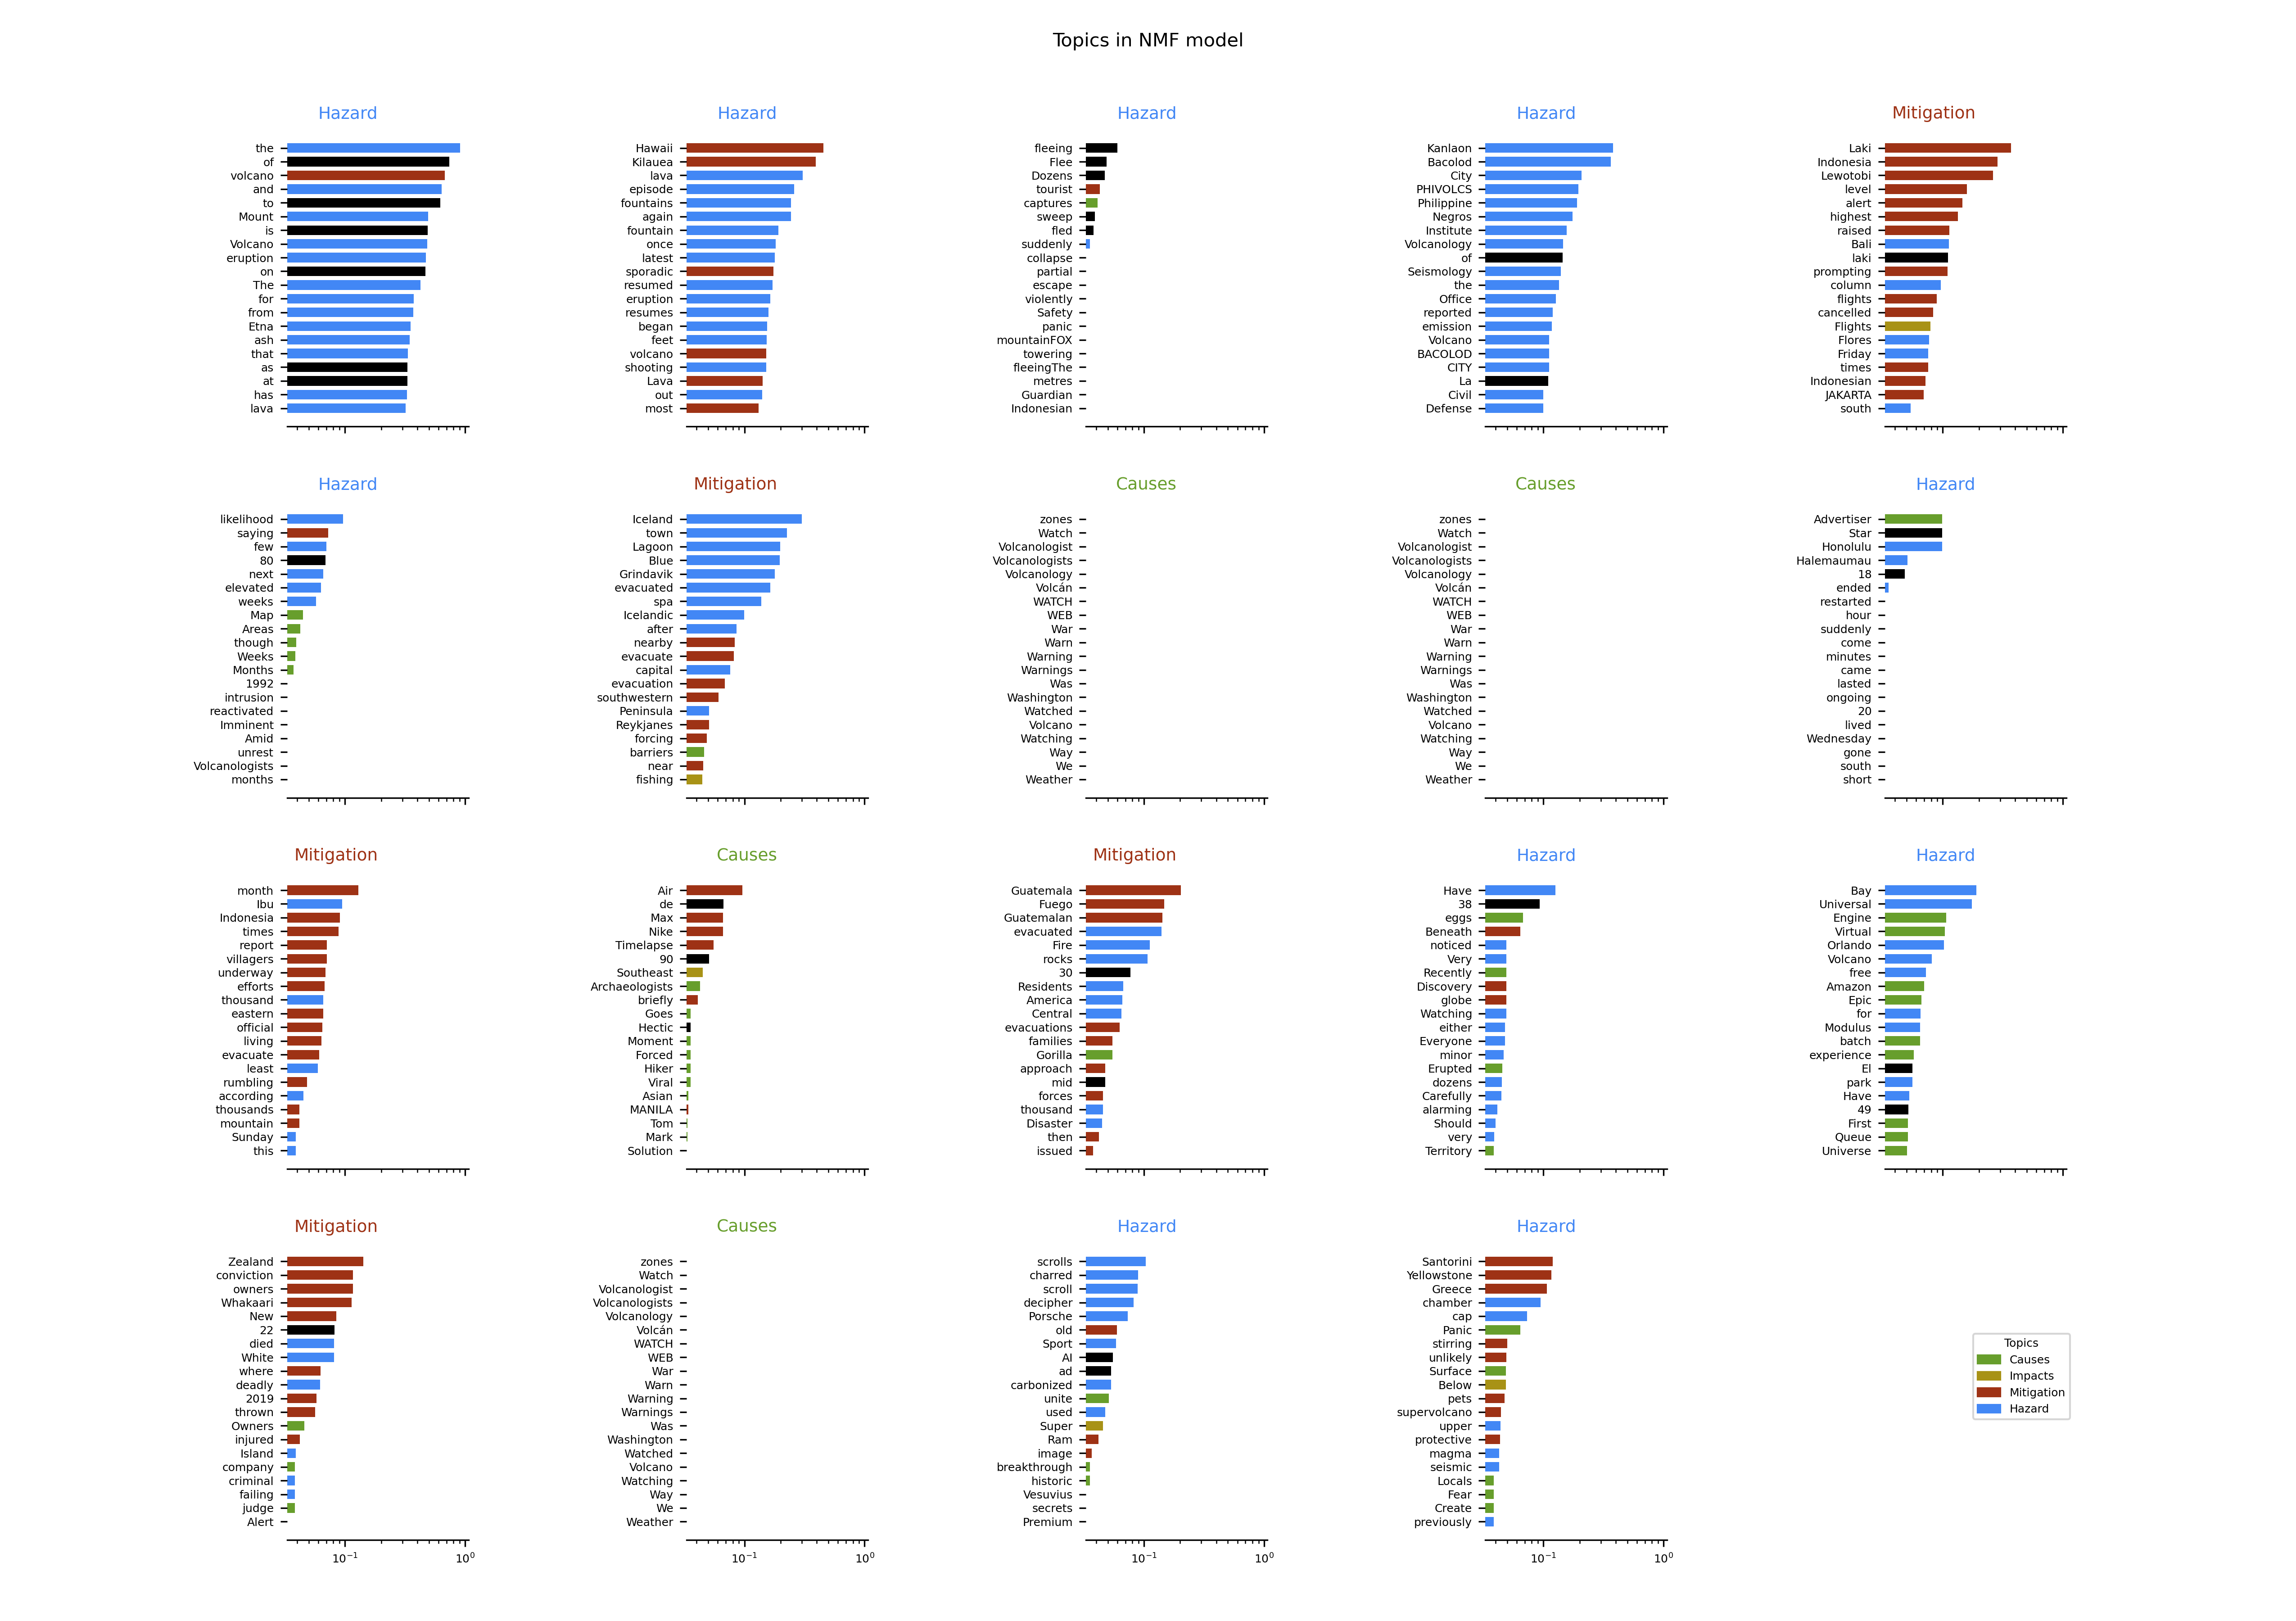 Topics in NMF model
Hazard
the
of
volcano
and
to
Mount
is
Volcano
eruption
on
The
for
from
Etna
ash
that
as
at
has
lava
Hazard
Hawaii
Kilauea
lava
episode
fountains
again
fountain
once
latest
sporadic
resumed
eruption
resumes
began
feet
volcano
shooting
Lava
out
most
Hazard
fleeing
Flee
Dozens
tourist
captures
sweep
fled
suddenly
collapse
partial
escape
violently
Safety
panic
mountainFOX
towering
fleeingThe
metres
Guardian
Indonesian
Hazard
Kanlaon
Bacolod
City
PHIVOLCS
Philippine
Negros
Institute
Volcanology
of
Seismology
the
Office
reported
emission
Volcano
BACOLOD
CITY
La
Civil
Defense
Mitigation
Laki
Indonesia
Lewotobi
level
alert
highest
raised
Bali
laki
prompting
column
flights
cancelled
Flights
Flores
Friday
times
Indonesian
JAKARTA
south
Hazard
likelihood
saying
few
80
next
elevated
weeks
Map
Areas
though
Weeks
Months
1992
intrusion
reactivated
Imminent
Amid
unrest
Volcanologists
months
Mitigation
Iceland
town
Lagoon
Blue
Grindavik
evacuated
spa
Icelandic
after
nearby
evacuate
capital
evacuation
southwestern
Peninsula
Reykjanes
forcing
barriers
near
fishing
Causes
zones
Watch
Volcanologist
Volcanologists
Volcanology
Volcán
WATCH
WEB
War
Warn
Warning
Warnings
Was
Washington
Watched
Volcano
Watching
Way
We
Weather
Causes
zones
Watch
Volcanologist
Volcanologists
Volcanology
Volcán
WATCH
WEB
War
Warn
Warning
Warnings
Was
Washington
Watched
Volcano
Watching
Way
We
Weather
Hazard
Advertiser
Star
Honolulu
Halemaumau
18
ended
restarted
hour
suddenly
come
minutes
came
lasted
ongoing
20
lived
Wednesday
gone
south
short
Mitigation
month
Ibu
Indonesia
times
report
villagers
underway
efforts
thousand
eastern
official
living
evacuate
least
rumbling
according
thousands
mountain
Sunday
this
Causes
Air
de
Max
Nike
Timelapse
90
Southeast
Archaeologists
briefly
Goes
Hectic
Moment
Forced
Hiker
Viral
Asian
MANILA
Tom
Mark
Solution
Mitigation
Guatemala
Fuego
Guatemalan
evacuated
Fire
rocks
30
Residents
America
Central
evacuations
families
Gorilla
approach
mid
forces
thousand
Disaster
then
issued
Hazard
Have
38
eggs
Beneath
noticed
Very
Recently
Discovery
globe
Watching
either
Everyone
minor
Erupted
dozens
Carefully
alarming
Should
very
Territory
Hazard
Bay
Universal
Engine
Virtual
Orlando
Volcano
free
Amazon
Epic
for
Modulus
batch
experience
El
park
Have
49
First
Queue
Universe
Mitigation
Zealand
conviction
owners
Whakaari
New
22
died
White
where
deadly
2019
thrown
Owners
injured
Island
company
criminal
failing
judge
Alert
10⁻¹ 10⁰
Causes
zones
Watch
Volcanologist
Volcanologists
Volcanology
Volcán
WATCH
WEB
War
Warn
Warning
Warnings
Was
Washington
Watched
Volcano
Watching
Way
We
Weather
10⁻¹ 10⁰
Hazard
scrolls
charred
scroll
decipher
Porsche
old
Sport
AI
ad
carbonized
unite
used
Super
Ram
image
breakthrough
historic
Vesuvius
secrets
Premium
10⁻¹ 10⁰
Hazard
Santorini
Yellowstone
Greece
chamber
cap
Panic
stirring
unlikely
Surface
Below
pets
supervolcano
upper
protective
magma
seismic
Locals
Fear
Create
previously
10⁻¹ 10⁰
Topics
Causes
Impacts
Mitigation
Hazard